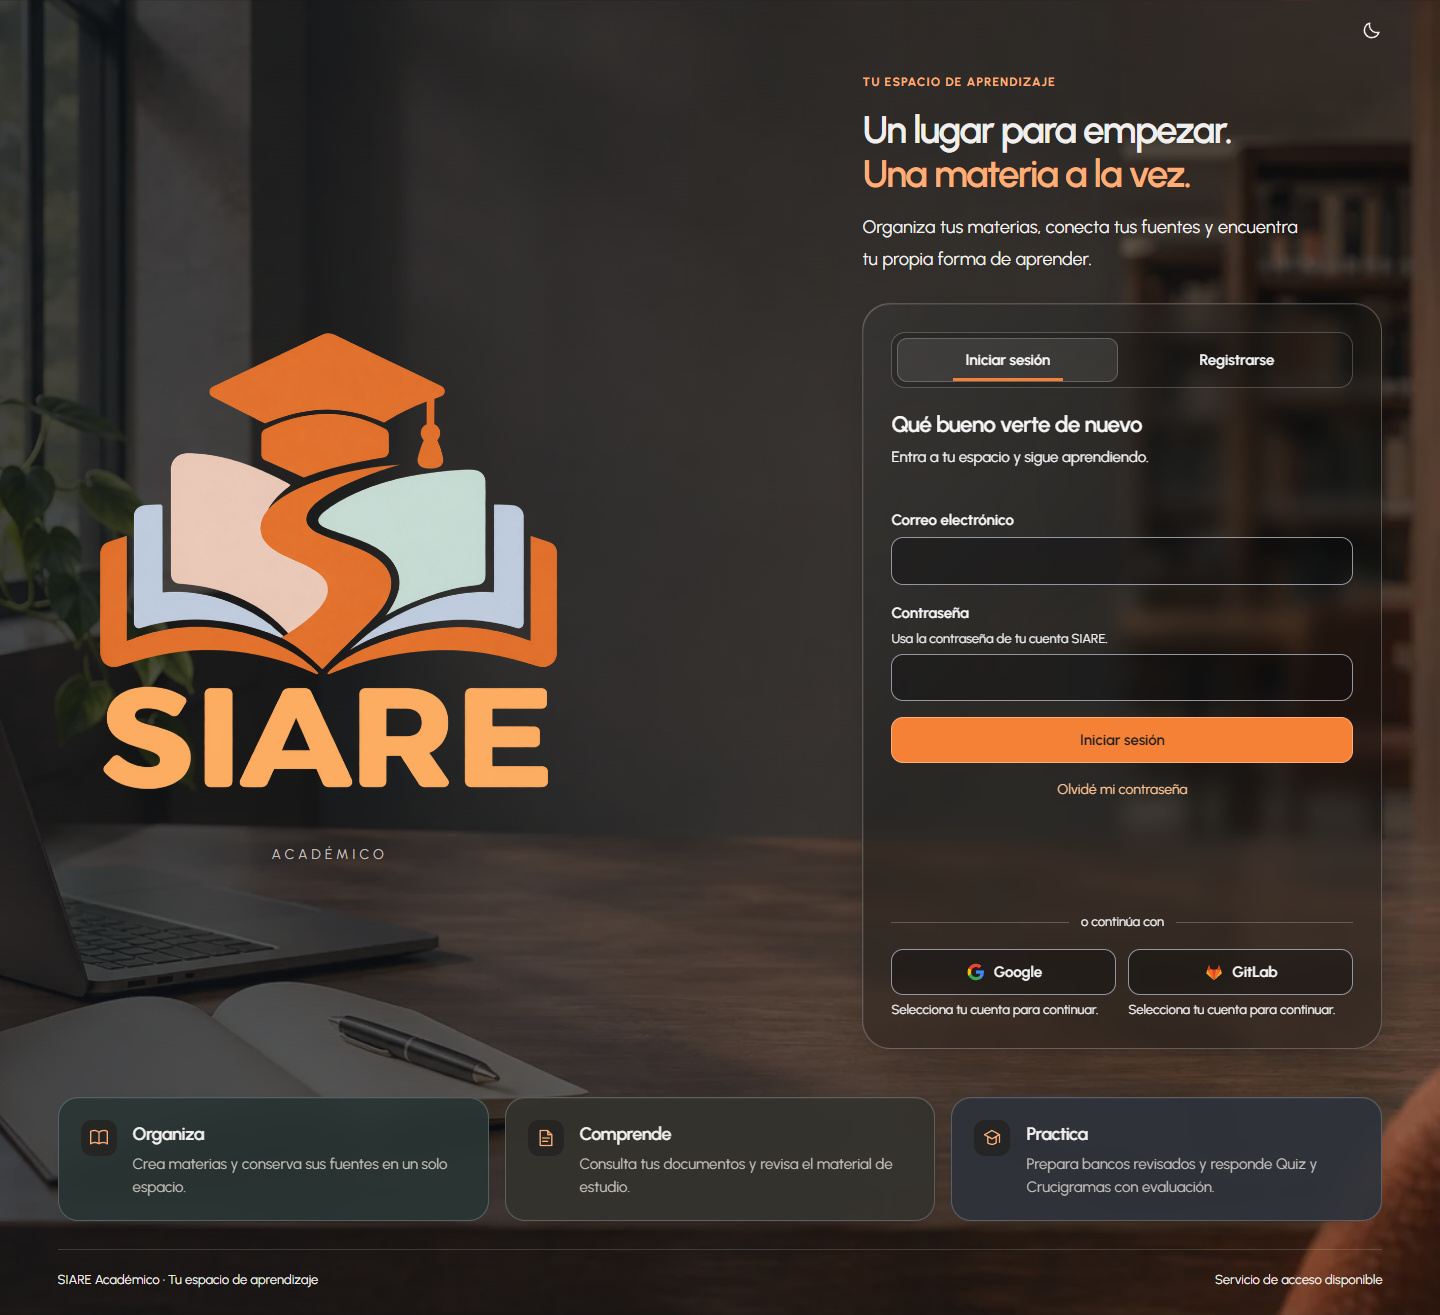 TU ESPACIO DE APRENDIZAJE
Un lugar para empezar.
Una materia a la vez.
Organiza tus materias, conecta tus fuentes y encuentra
tu propia forma de aprender.
SIARE
ACADÉMICO
Iniciar sesión
Registrarse
Qué bueno verte de nuevo
Entra a tu espacio y sigue aprendiendo.
Correo electrónico
Contraseña
Usa la contraseña de tu cuenta SIARE.
Iniciar sesión
Olvidé mi contraseña
o continúa con
Google
GitLab
Selecciona tu cuenta para continuar.
Selecciona tu cuenta para continuar.
Organiza
Crea materias y conserva sus fuentes en un solo
espacio.
Comprende
Consulta tus documentos y revisa el material de
estudio.
Practica
Prepara bancos revisados y responde Quiz y
Crucigramas con evaluación.
SIARE Académico · Tu espacio de aprendizaje
Servicio de acceso disponible